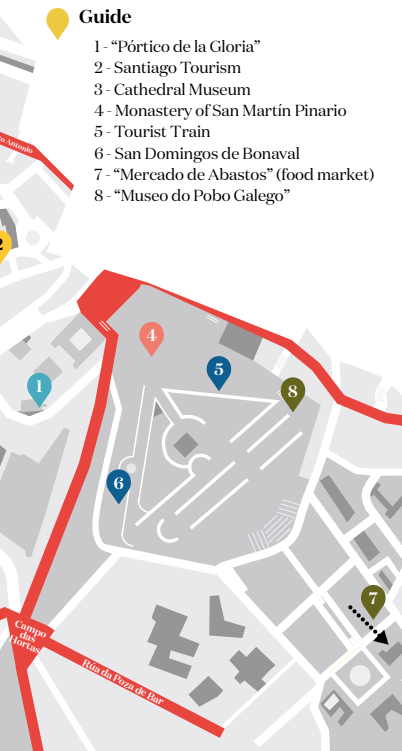 Guide
1 - “Pórtico de la Gloria”
2 - Santiago Tourism
3 - Cathedral Museum
4 - Monastery of San Martín Pinario
5 - Tourist Train
6 - San Domingos de Bonaval
7 - “Mercado de Abastos” (food market)
8 - “Museo do Pobo Galego”
Antonio
2
4
5
1
8
6
7
Campo
das
Hortas
Rúa da Poza de Bar